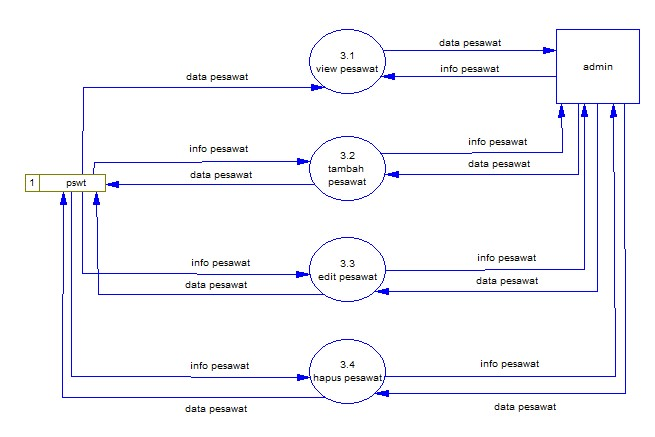 3.1
view pesawat
data pesawat
info pesawat
admin
data pesawat
info pesawat
data pesawat
3.2
tambah
pesawat
info pesawat
data pesawat
1 pswt
info pesawat
data pesawat
3.3
edit pesawat
info pesawat
data pesawat
info pesawat
data pesawat
3.4
hapus pesawat
info pesawat
data pesawat